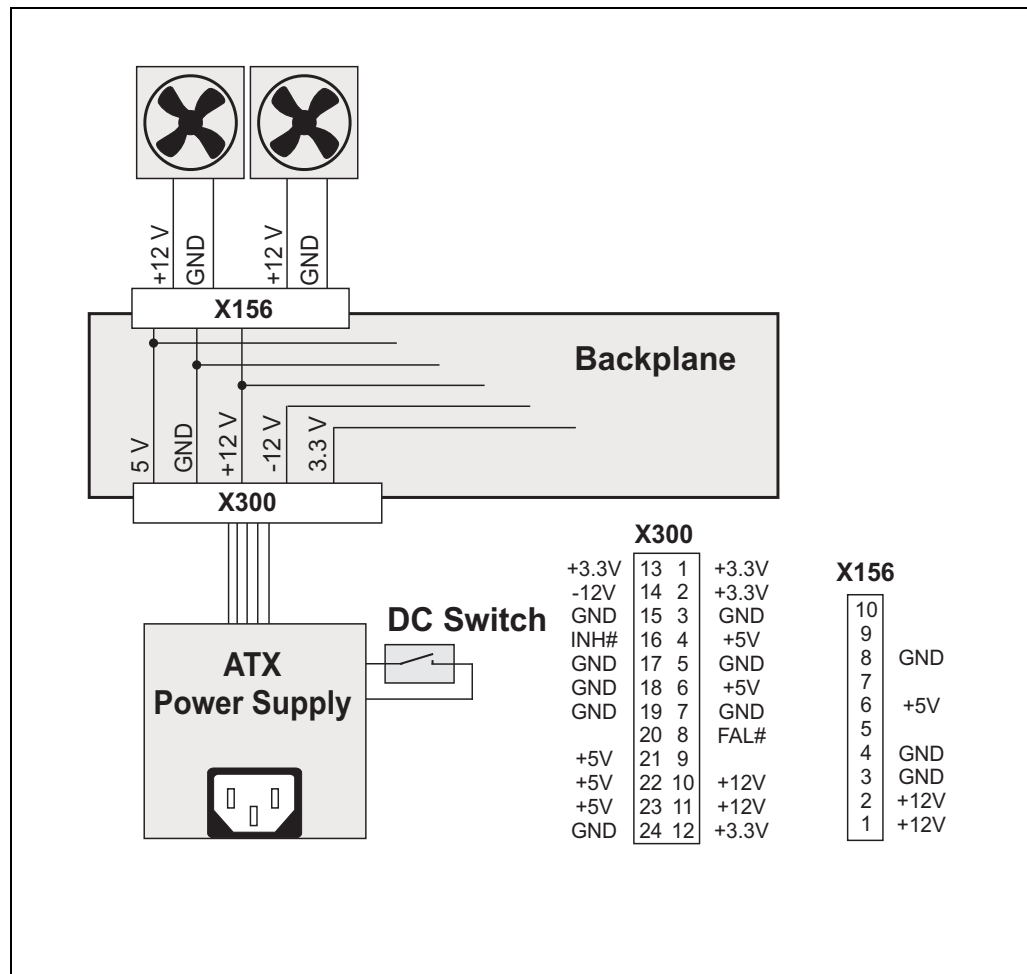 +12 V GND +12 V GND
X156
Backplane
5 V GND +12 V -12 V 3.3 V
X300
DC Switch
ATX
Power Supply
X300
+3.3V 13 1 +3.3V
-12V 14 2 +3.3V
GND 15 3 GND
INH# 16 4 +5V
GND 17 5 GND
GND 18 6 +5V
GND 19 7 GND
20 8 FAL#
+5V 21 9
+5V 22 10 +12V
+5V 23 11 +12V
GND 24 12 +3.3V
X156
10
9
8 GND
7
6 +5V
5
4 GND
3 GND
2 +12V
1 +12V